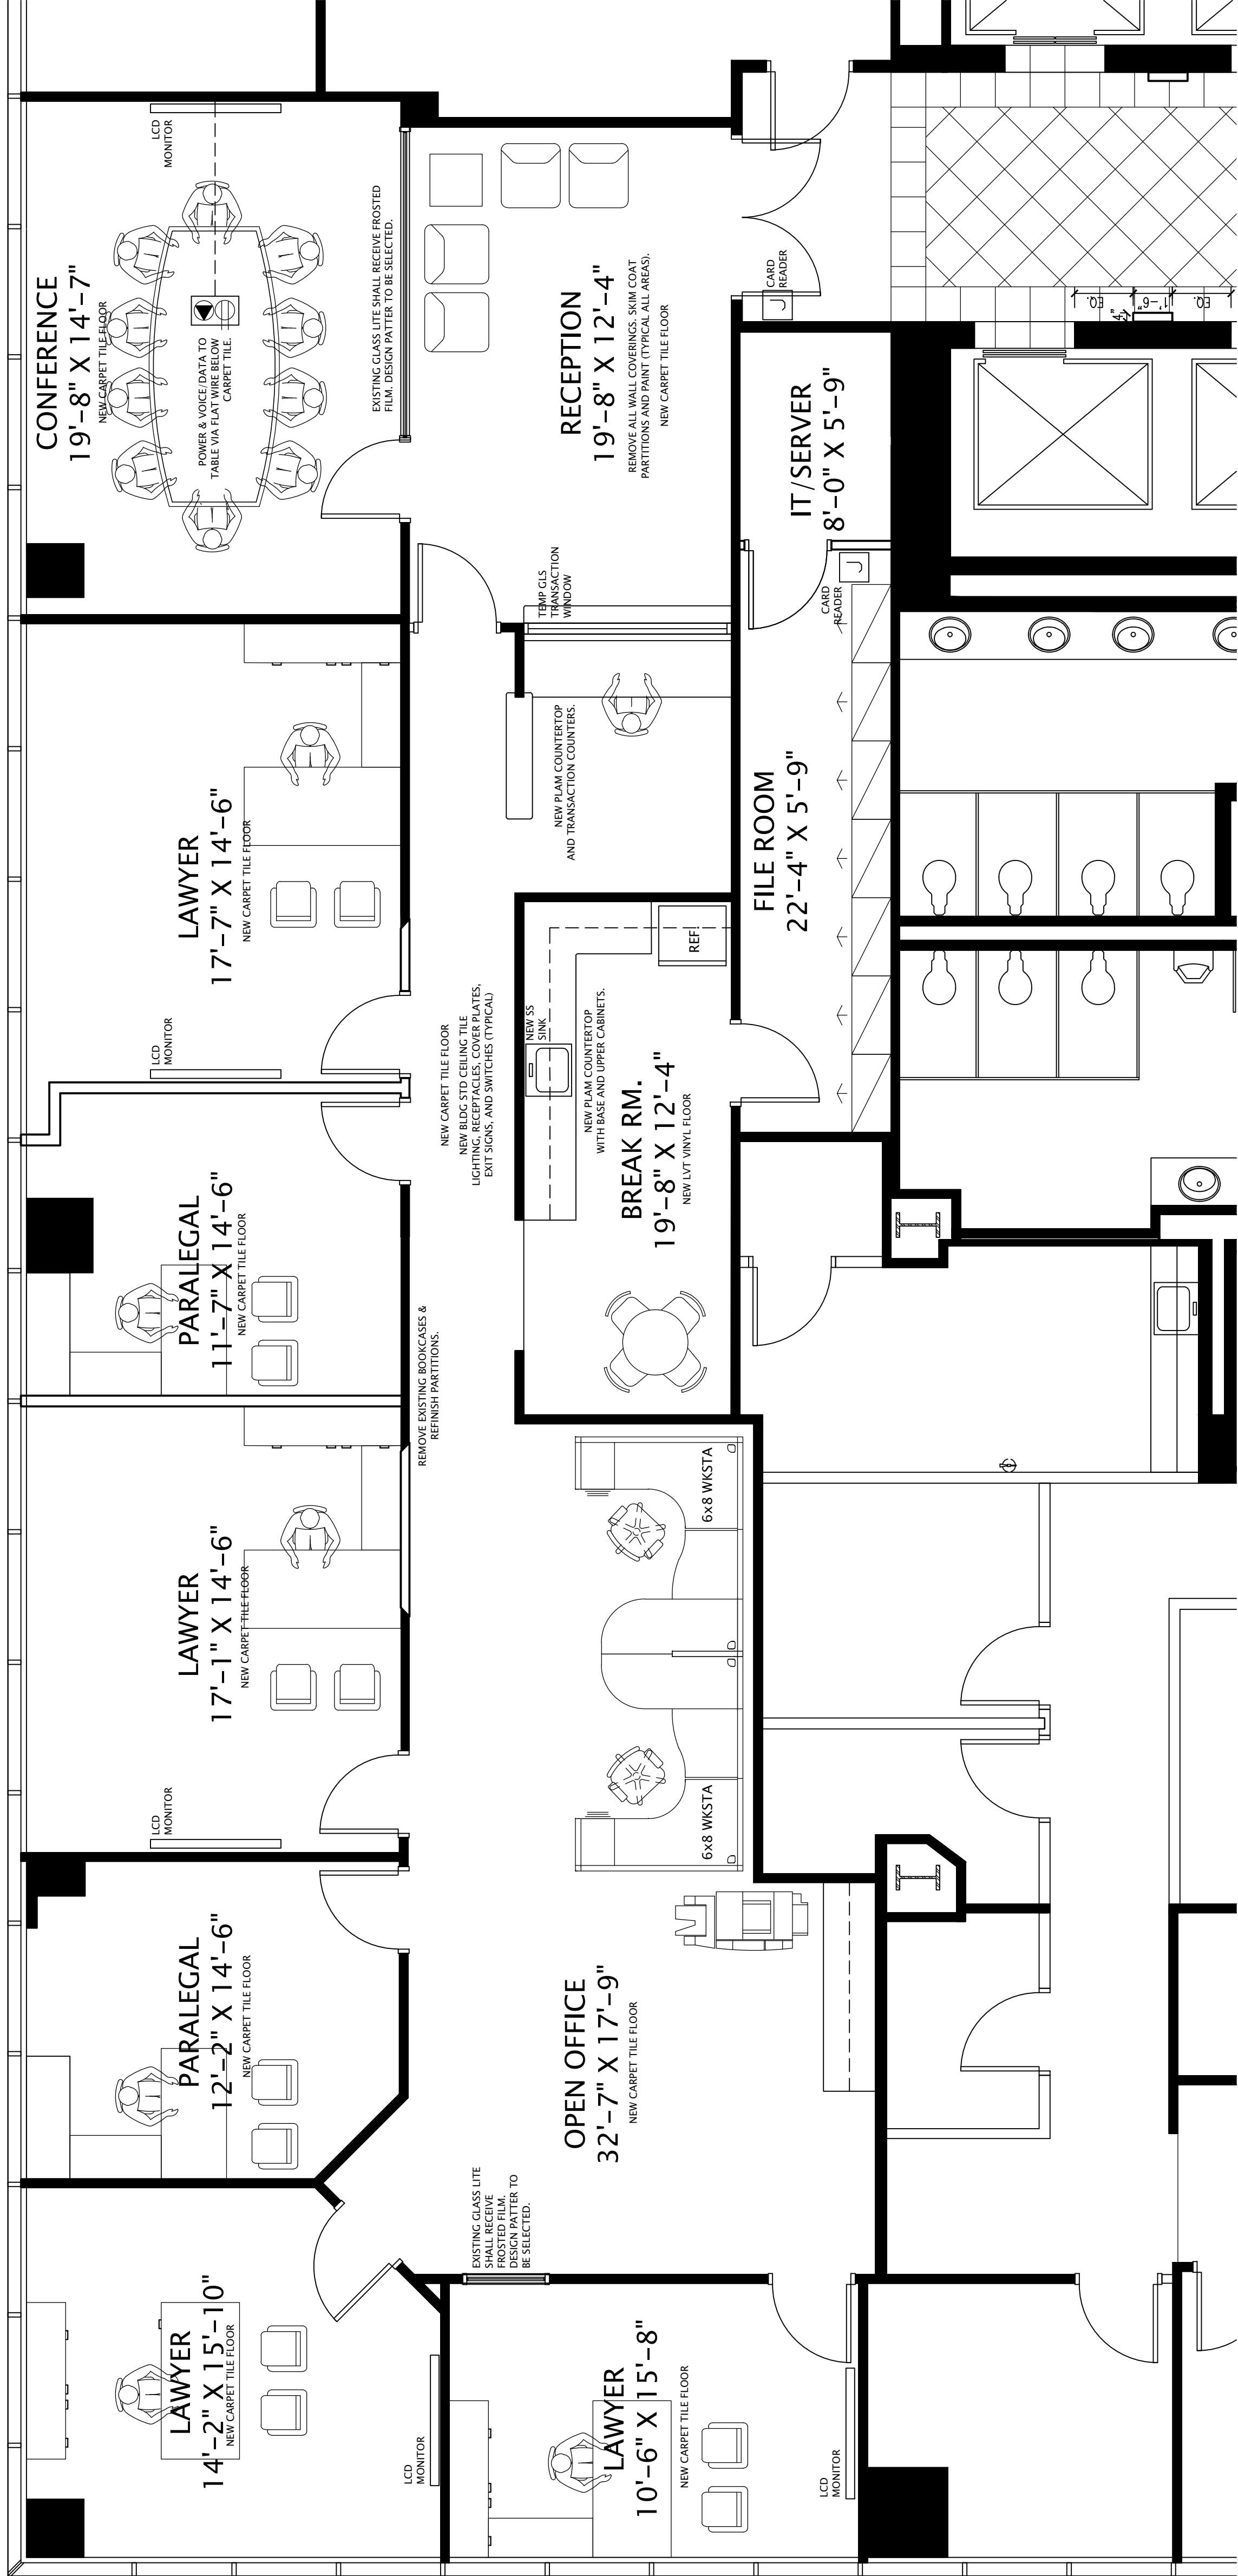 CONFERENCE
19'-8" X 14'-7"
NEW CARPET TILE FLOOR
LCD
MONITOR
POWER & VOICE/DATA TO
TABLE VIA FLAT WIRE BELOW
CARPET TILE.
EXISTING GLASS LITE SHALL RECEIVE FROSTED
FILM. DESIGN PATTER TO BE SELECTED.
RECEPTION
19'-8" X 12'-4"
REMOVE ALL WALL COVERINGS. SKIM COAT
PARTITIONS AND PAINT (TYPICAL ALL AREAS).
NEW CARPET TILE FLOOR
CARD
READER
J
EQ.
1'-6"
EQ.
4"
IT/SERVER
8'-0" X 5'-9"
CARD
READER
J
TEMP GLS
TRANSACTION
WINDOW
NEW PLAM COUNTERTOP
AND TRANSACTION COUNTERS.
LAWYER
17'-7" X 14'-6"
NEW CARPET TILE FLOOR
LCD
MONITOR
FILE ROOM
22'-4" X 5'-9"
REF.
NEW SS
SINK
NEW PLAM COUNTERTOP
WITH BASE AND UPPER CABINETS.
BREAK RM.
19'-8" X 12'-4"
NEW LVT VINYL FLOOR
NEW CARPET TILE FLOOR
NEW BLDG STD CEILING TILE
LIGHTING, RECEPTACLES, COVER PLATES,
EXIT SIGNS, AND SWITCHES (TYPICAL)
PARALEGAL
11'-7" X 14'-6"
NEW CARPET TILE FLOOR
REMOVE EXISTING BOOKCASES &
REFINISH PARTITIONS.
LAWYER
17'-1" X 14'-6"
NEW CARPET TILE FLOOR
LCD
MONITOR
6x8 WKSTA
6x8 WKSTA
PARALEGAL
12'-2" X 14'-6"
NEW CARPET TILE FLOOR
OPEN OFFICE
32'-7" X 17'-9"
NEW CARPET TILE FLOOR
EXISTING GLASS LITE
SHALL RECEIVE
FROSTED FILM.
DESIGN PATTER TO
BE SELECTED.
LAWYER
14'-2" X 15'-10"
NEW CARPET TILE FLOOR
LCD
MONITOR
LAWYER
10'-6" X 15'-8"
NEW CARPET TILE FLOOR
LCD
MONITOR